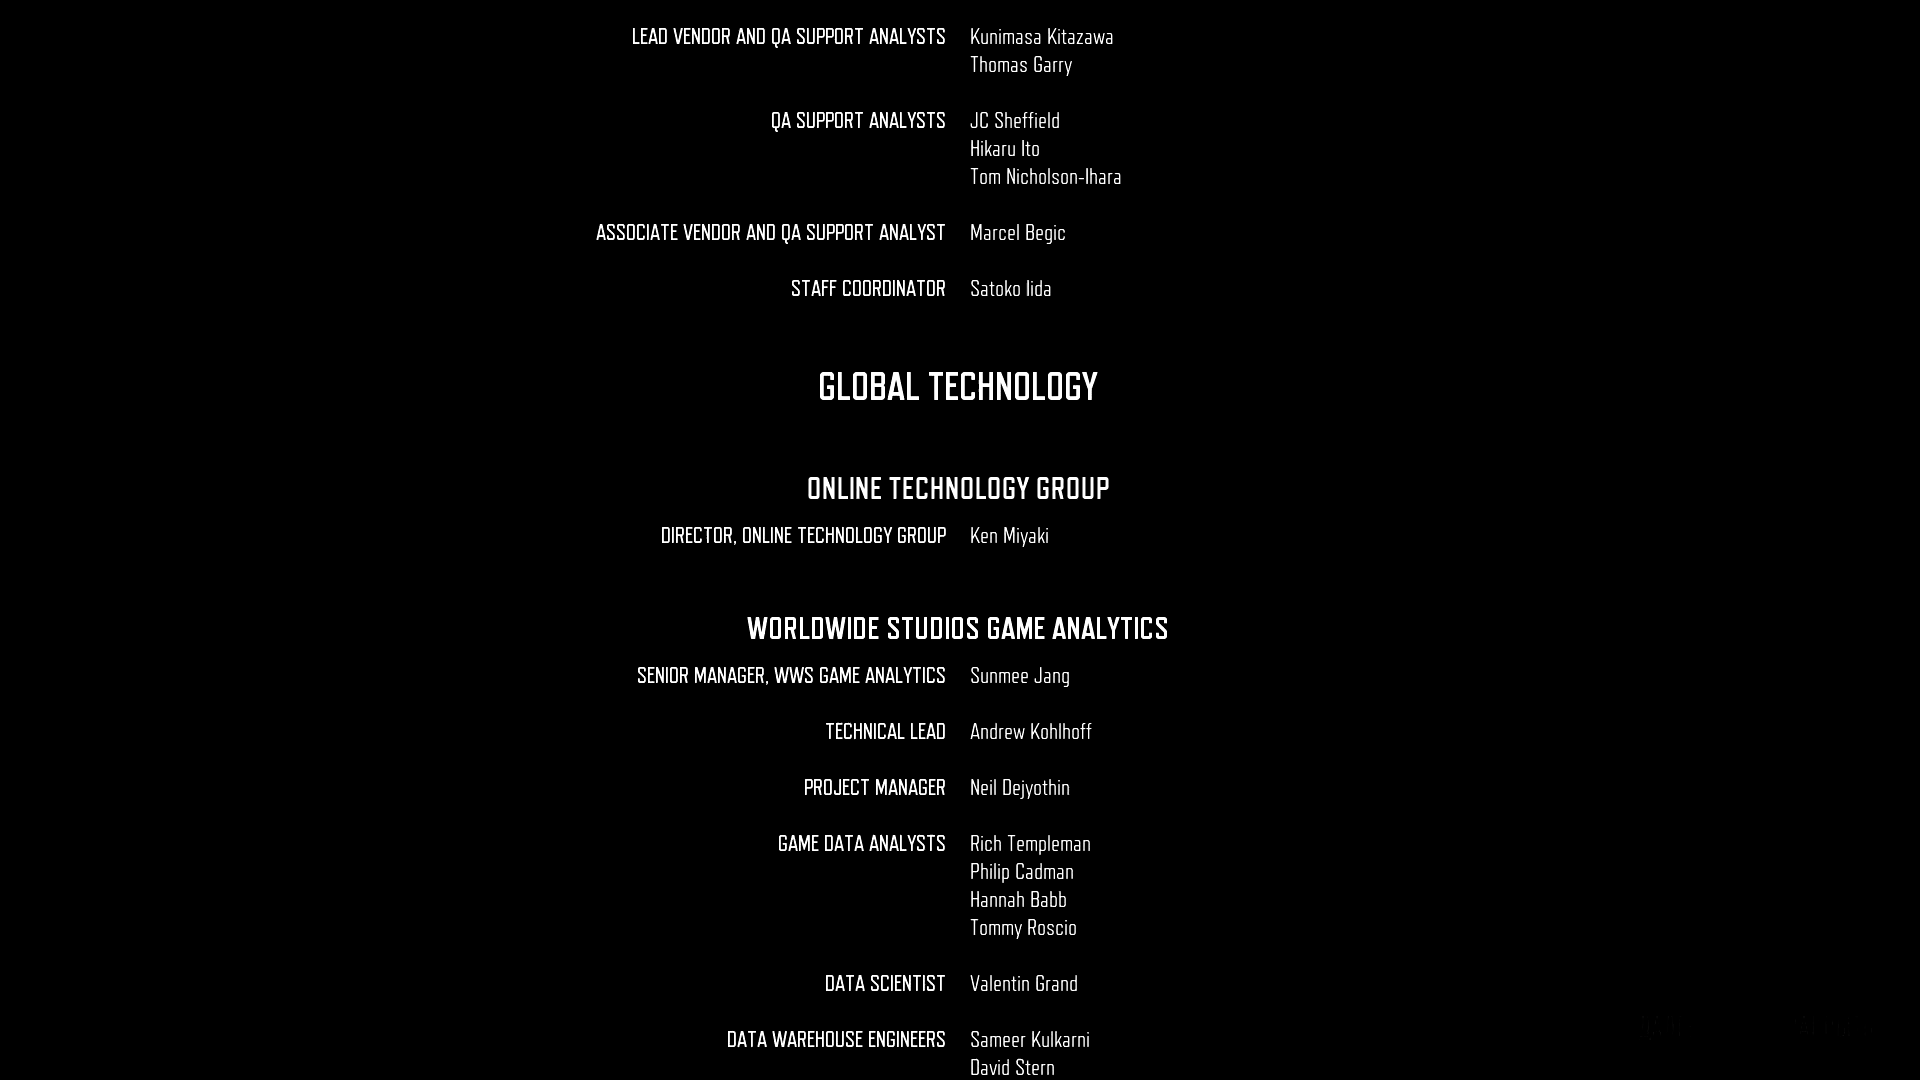 LEAD VENDOR AND QA SUPPORT ANALYSTS Kunimasa Kitazawa
Thomas Garry
QA SUPPORT ANALYSTS JC Sheffield
Hikaru Ito
Tom Nicholson-Ihara
ASSOCIATE VENDOR AND QA SUPPORT ANALYST Marcel Begic
STAFF COORDINATOR Satoko Iida
GLOBAL TECHNOLOGY
ONLINE TECHNOLOGY GROUP
DIRECTOR, ONLINE TECHNOLOGY GROUP Ken Miyaki
WORLDWIDE STUDIOS GAME ANALYTICS
SENIOR MANAGER, WWS GAME ANALYTICS Sunmee Jang
TECHNICAL LEAD Andrew Kohlhoff
PROJECT MANAGER Neil Dejyothin
GAME DATA ANALYSTS Rich Templeman
Philip Cadman
Hannah Babb
Tommy Roscio
DATA SCIENTIST Valentin Grand
DATA WAREHOUSE ENGINEERS Sameer Kulkarni
David Stern